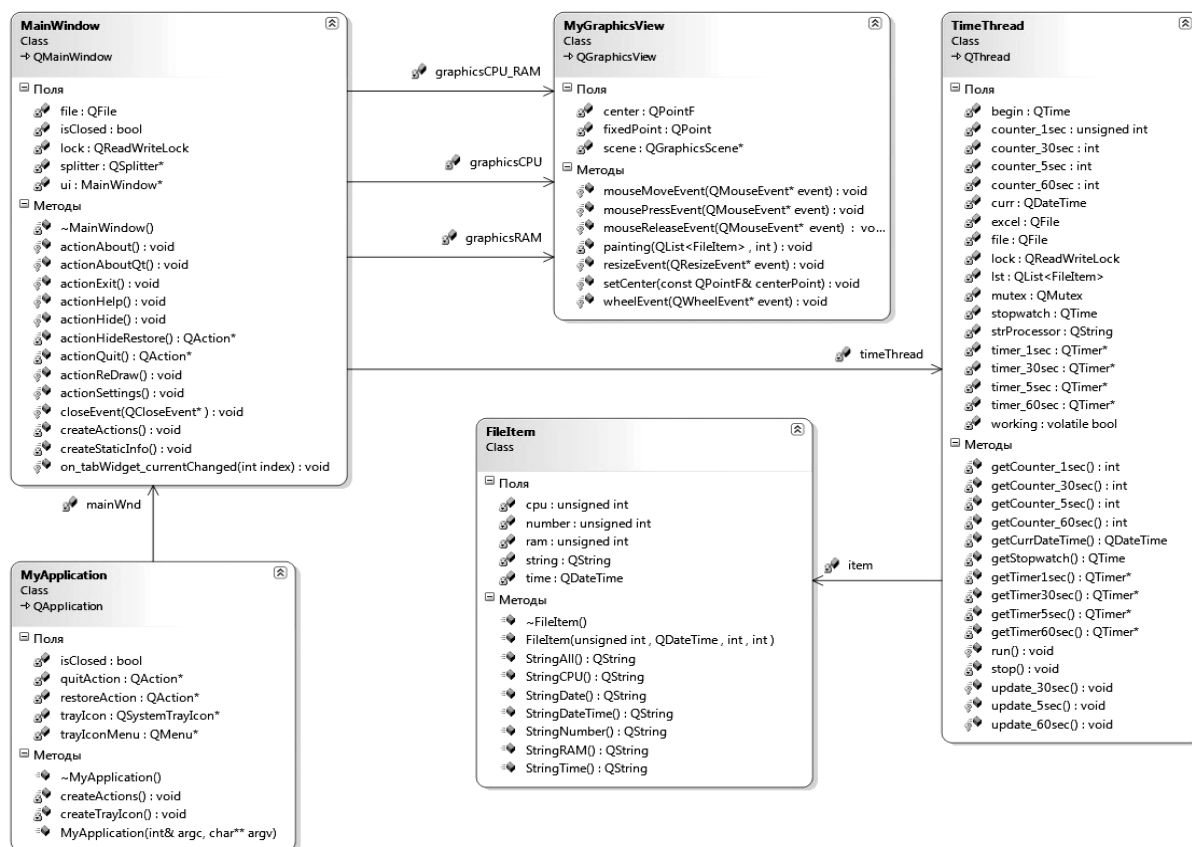 MainWindow
Class
QMainWindow
Поля
file : QFile
isClosed : bool
lock : QReadWriteLock
splitter : QSplitter*
ui : MainWindow*
Методы
~MainWindow()
actionAbout() : void
actionAboutQt() : void
actionExit() : void
actionHelp() : void
actionHide() : void
actionHideRestore() : QAction*
actionQuit() : QAction*
actionReDraw() : void
actionSettings() : void
closeEvent(QCloseEvent* ) : void
createActions() : void
createStaticInfo() : void
on_tabWidget_currentChanged(int index) : void
graphicsCPU_RAM
graphicsCPU
graphicsRAM
MyGraphicsView
Class
QGraphicsView
Поля
center : QPointF
fixedPoint : QPoint
scene : QGraphicsScene*
Методы
mouseMoveEvent(QMouseEvent* event) : void
mousePressEvent(QMouseEvent* event) : void
mouseReleaseEvent(QMouseEvent* event) : vo...
painting(QList<FileItem> , int ) : void
resizeEvent(QResizeEvent* event) : void
setCenter(const QPointF& centerPoint) : void
wheelEvent(QWheelEvent* event) : void
timeThread
TimeThread
Class
QThread
Поля
begin : QTime
counter_1sec : unsigned int
counter_30sec : int
counter_5sec : int
counter_60sec : int
curr : QDateTime
excel : QFile
file : QFile
lock : QReadWriteLock
lst : QList<FileItem>
mutex : QMutex
stopwatch : QTime
strProcessor : QString
timer_1sec : QTimer*
timer_30sec : QTimer*
timer_5sec : QTimer*
timer_60sec : QTimer*
working : volatile bool
Методы
getCounter_1sec() : int
getCounter_30sec() : int
getCounter_5sec() : int
getCounter_60sec() : int
getCurrDateTime() : QDateTime
getStopwatch() : QTime
getTimer1sec() : QTimer*
getTimer30sec() : QTimer*
getTimer5sec() : QTimer*
getTimer60sec() : QTimer*
run() : void
stop() : void
update_30sec() : void
update_5sec() : void
update_60sec() : void
mainWnd
MyApplication
Class
QApplication
Поля
isClosed : bool
quitAction : QAction*
restoreAction : QAction*
trayIcon : QSystemTrayIcon*
trayIconMenu : QMenu*
Методы
~MyApplication()
createActions() : void
createTrayIcon() : void
MyApplication(int& argc, char** argv)
FileItem
Class
Поля
cpu : unsigned int
number : unsigned int
ram : unsigned int
string : QString
time : QDateTime
Методы
~FileItem()
FileItem(unsigned int , QDateTime , int , int )
StringAll() : QString
StringCPU() : QString
StringDate() : QString
StringDateTime() : QString
StringNumber() : QString
StringRAM() : QString
StringTime() : QString
item